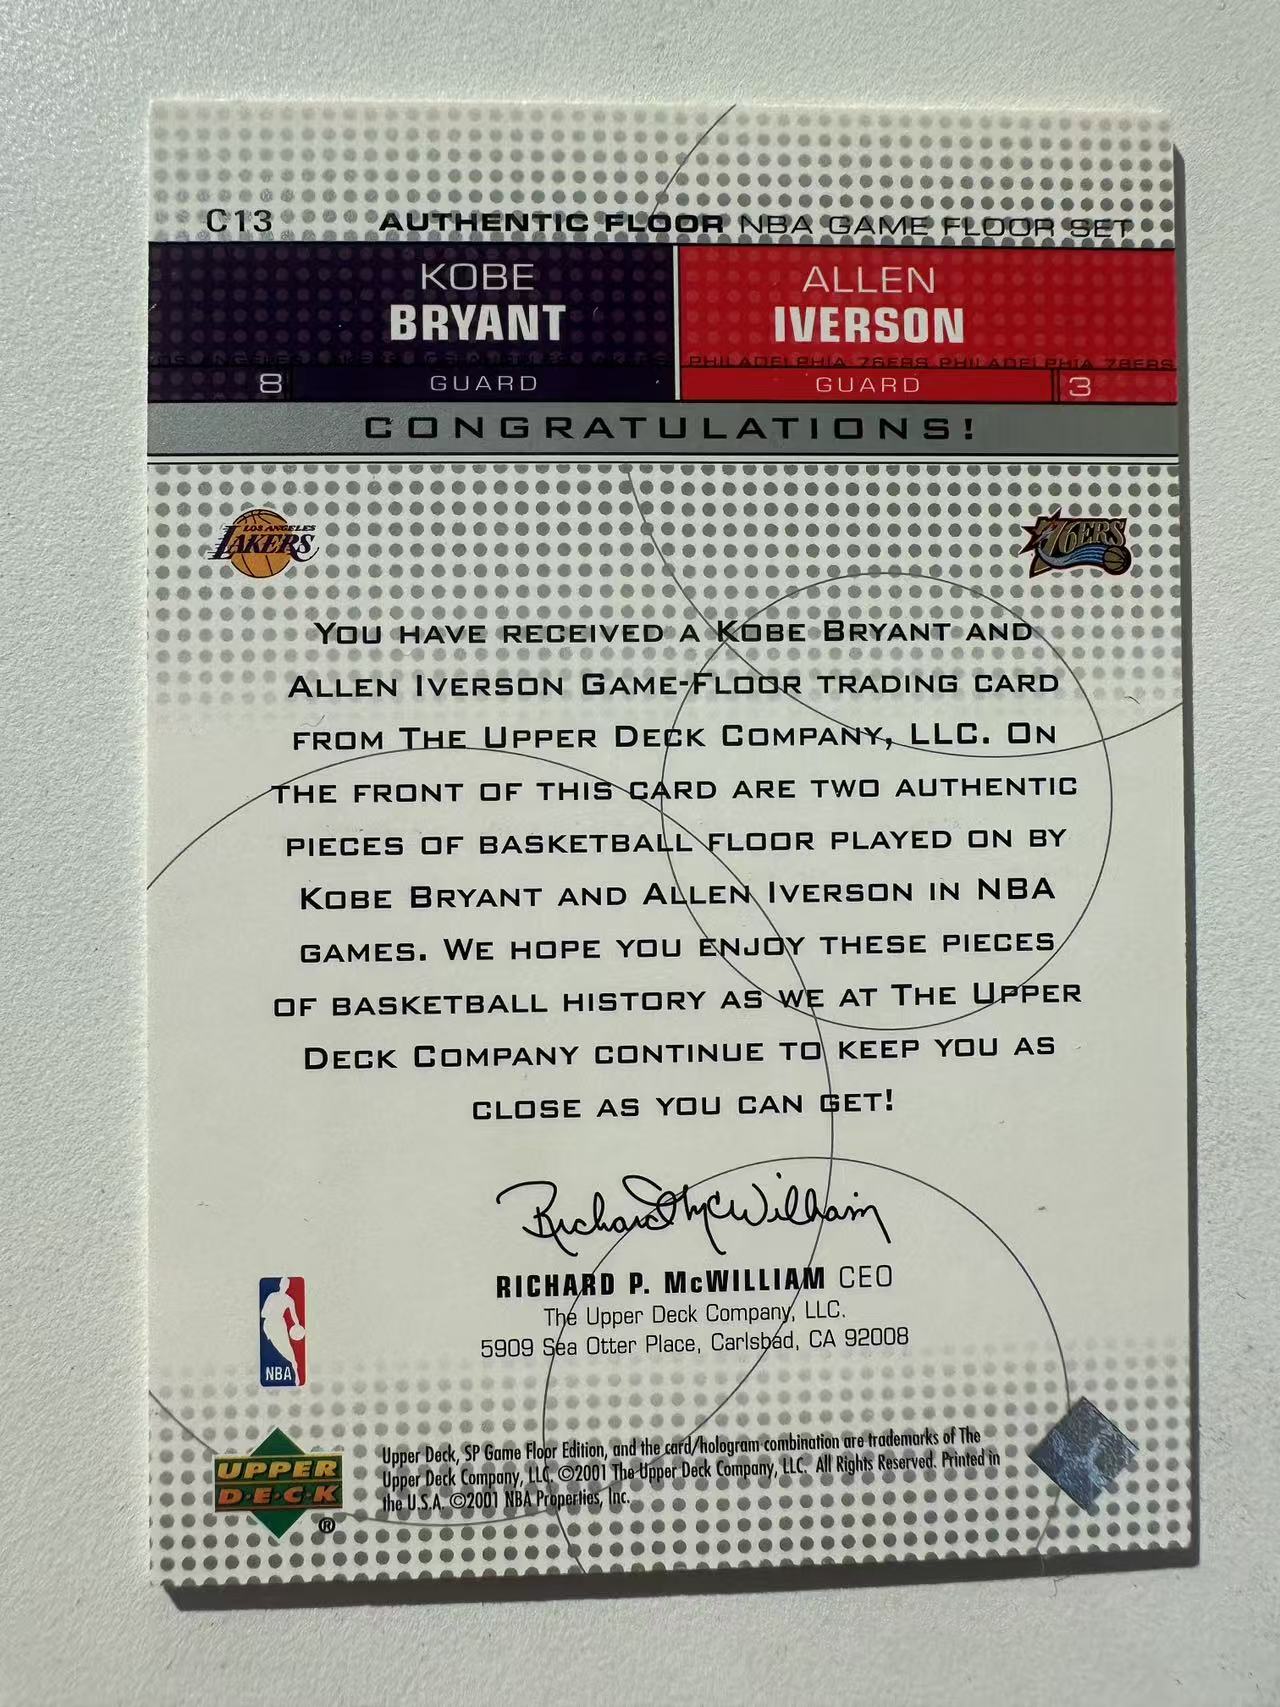 C13
AUTHENTIC FLOOR NBA GAME FLOOR SET
KOBE
BRYANT
ALLEN
IVERSON
LOS ANGELES LAKERS LOS ANGELES LAKERS
PHILADELPHIA 76ERS PHILADELPHIA 76ERS
8 GUARD
GUARD 3
CONGRATULATIONS!
LOS ANGELES
LAKERS
76ERS
YOU HAVE RECEIVED A KOBE BRYANT AND
ALLEN IVERSON GAME-FLOOR TRADING CARD
FROM THE UPPER DECK COMPANY, LLC. ON
THE FRONT OF THIS CARD ARE TWO AUTHENTIC
PIECES OF BASKETBALL FLOOR PLAYED ON BY
KOBE BRYANT AND ALLEN IVERSON IN NBA
GAMES. WE HOPE YOU ENJOY THESE PIECES
OF BASKETBALL HISTORY AS WE AT THE UPPER
DECK COMPANY CONTINUE TO KEEP YOU AS
CLOSE AS YOU CAN GET!
Richard McWilliam
RICHARD P. McWILLIAM CEO
The Upper Deck Company, LLC.
5909 Sea Otter Place, Carlsbad, CA 92008
NBA
UPPER
D·E·C·K
®
Upper Deck, SP Game Floor Edition, and the card/hologram combination are trademarks of The
Upper Deck Company, LLC. ©2001 The Upper Deck Company, LLC. All Rights Reserved. Printed in
the U.S.A. ©2001 NBA Properties, Inc.